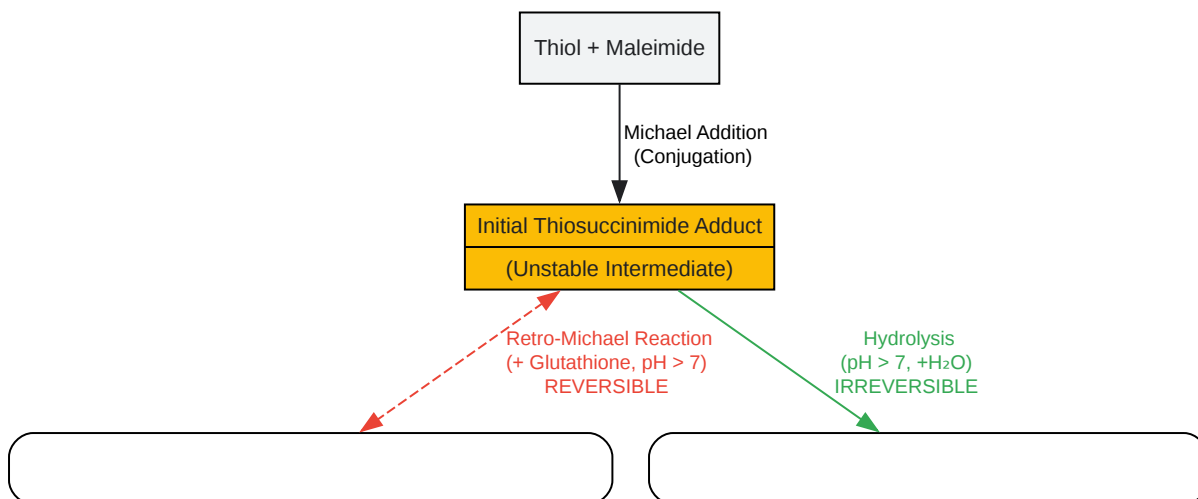 Thiol + Maleimide
Michael Addition
(Conjugation)
Initial Thiosuccinimide Adduct
(Unstable Intermediate)
Retro-Michael Reaction
(+ Glutathione, pH > 7)
REVERSIBLE
Hydrolysis
(pH > 7, +H₂O)
IRREVERSIBLE